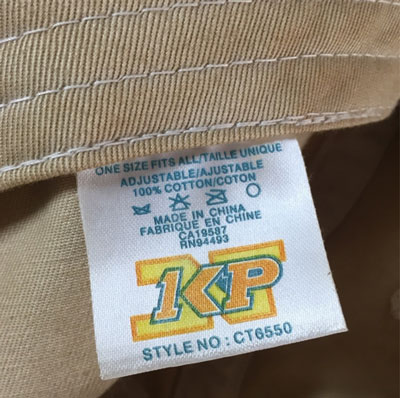 ONE SIZE FITS ALL/TAILLE UNIQUE
ADJUSTABLE/AJUSTABLE
100% COTTON/COTON
MADE IN CHINA
FABRIQUE EN CHINE
CA19587
RN94493
KP
STYLE NO : CT6550